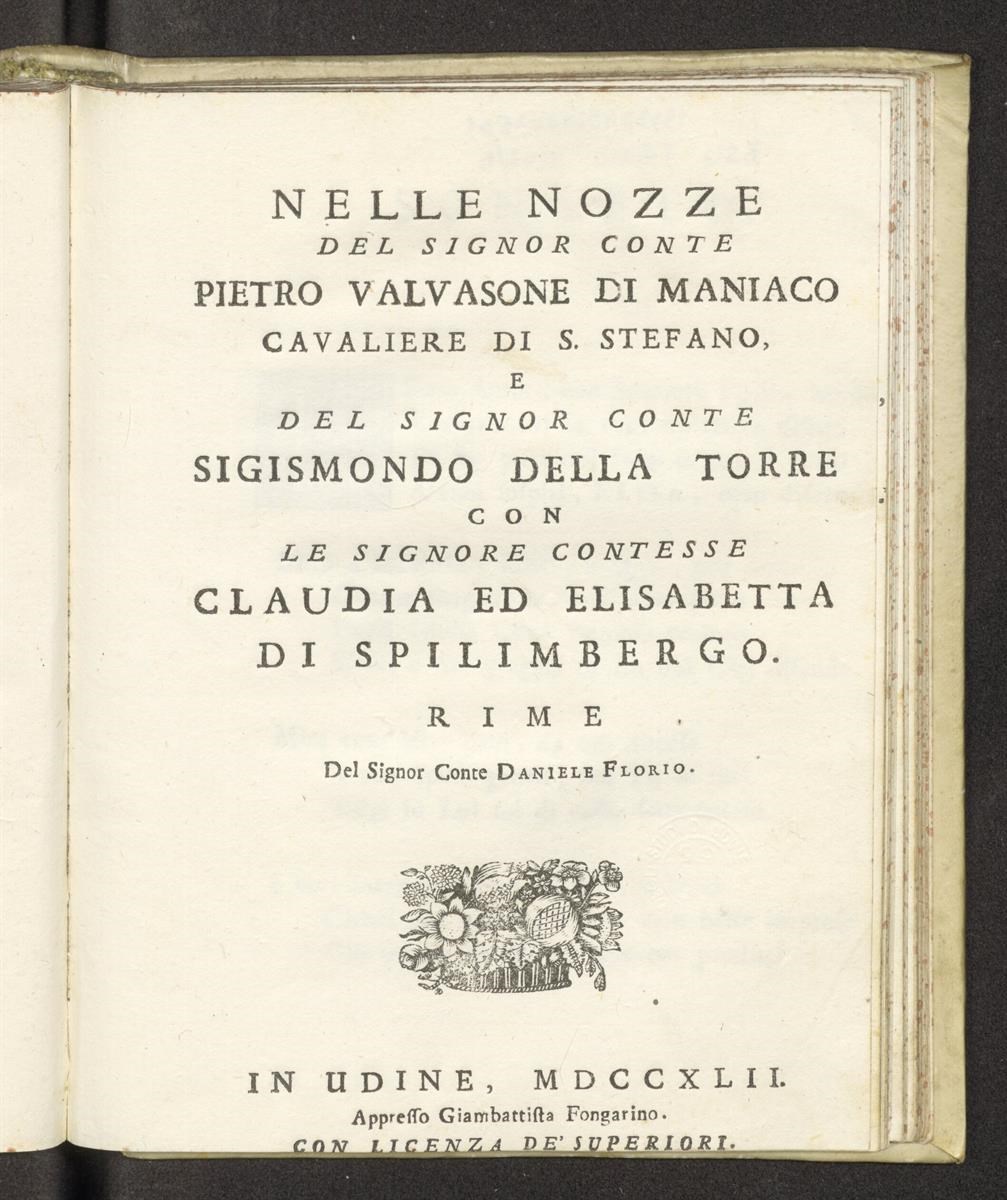 NELLE NOZZE
DEL SIGNOR CONTE
PIETRO VALVASONE DI MANIACO
CAVALIERE DI S. STEFANO,
E
DEL SIGNOR CONTE
SIGISMONDO DELLA TORRE
CON
LE SIGNORE CONTESSE
CLAUDIA ED ELISABETTA
DI SPILIMBERGO.
RIME
Del Signor Conte DANIELE FLORIO.
IN UDINE, MDCCXLII.
Appresso Giambattista Fongarino.
CON LICENZA DE' SUPERIORI.